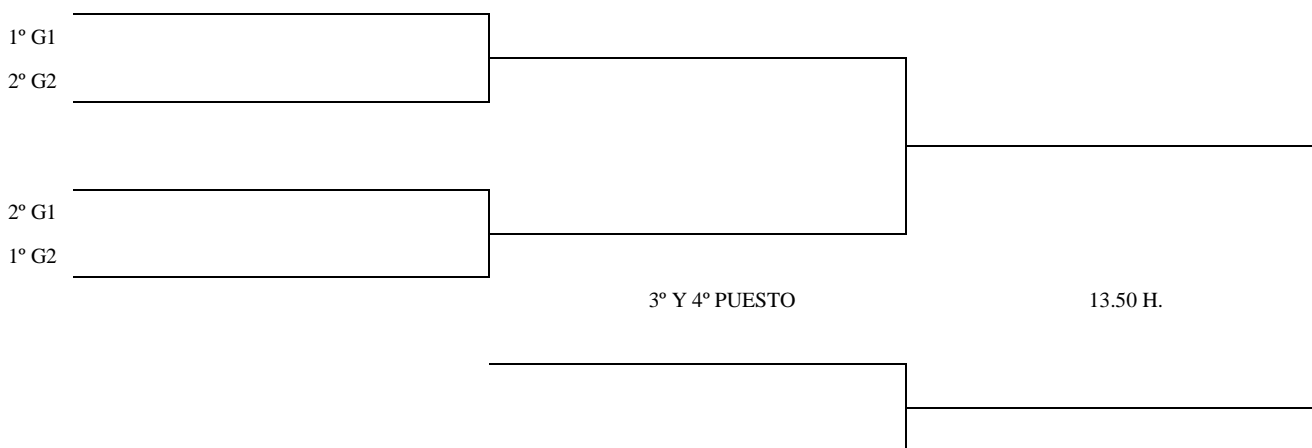 1º G1
2º G2
2º G1
1º G2
3º Y 4º PUESTO 13.50 H.